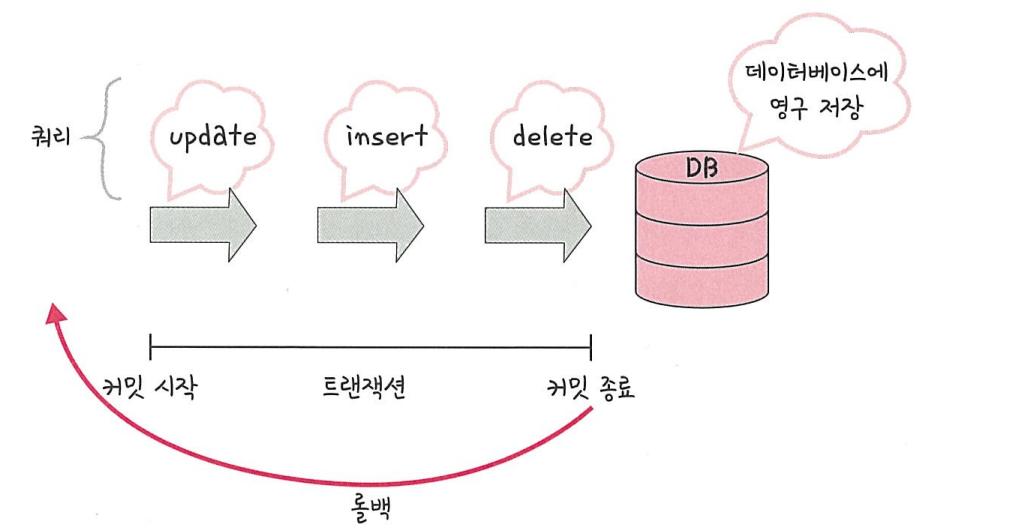 데이터베이스에
영구 저장
쿼리
update
insert
delete
DB
커밋 시작
트랜잭션
커밋 종료
롤백